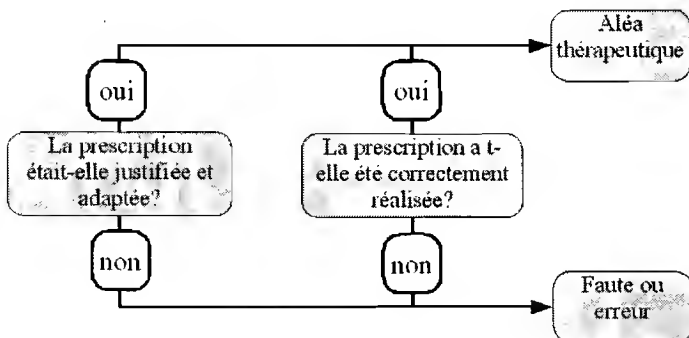 Aléa
thérapeutique
oui
oui
La prescription
était-elle justifiée et
adaptée?
La prescription a t-
elle été correctement
réalisée?
non
non
Faute ou
erreur